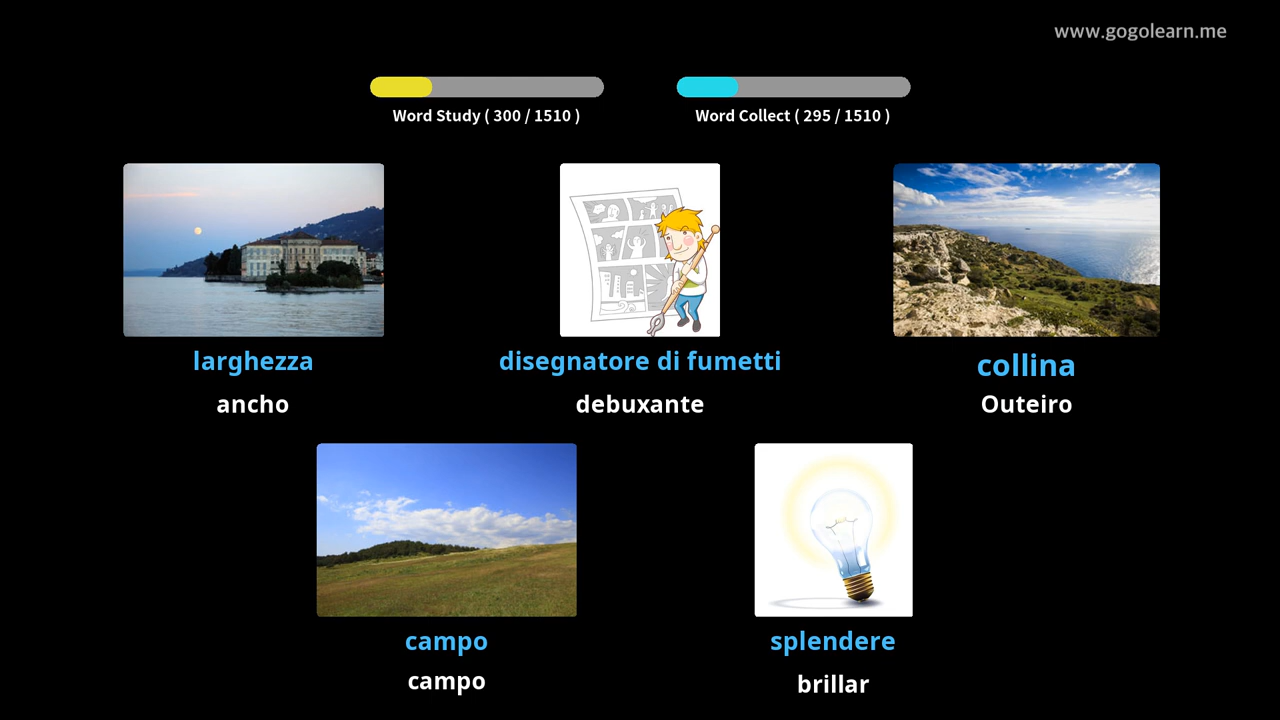 www.gogolearn.me
Word Study ( 300 / 1510 )
Word Collect ( 295 / 1510 )
larghezza
ancho
disegnatore di fumetti
debuxante
collina
Outeiro
campo
campo
splendere
brillar